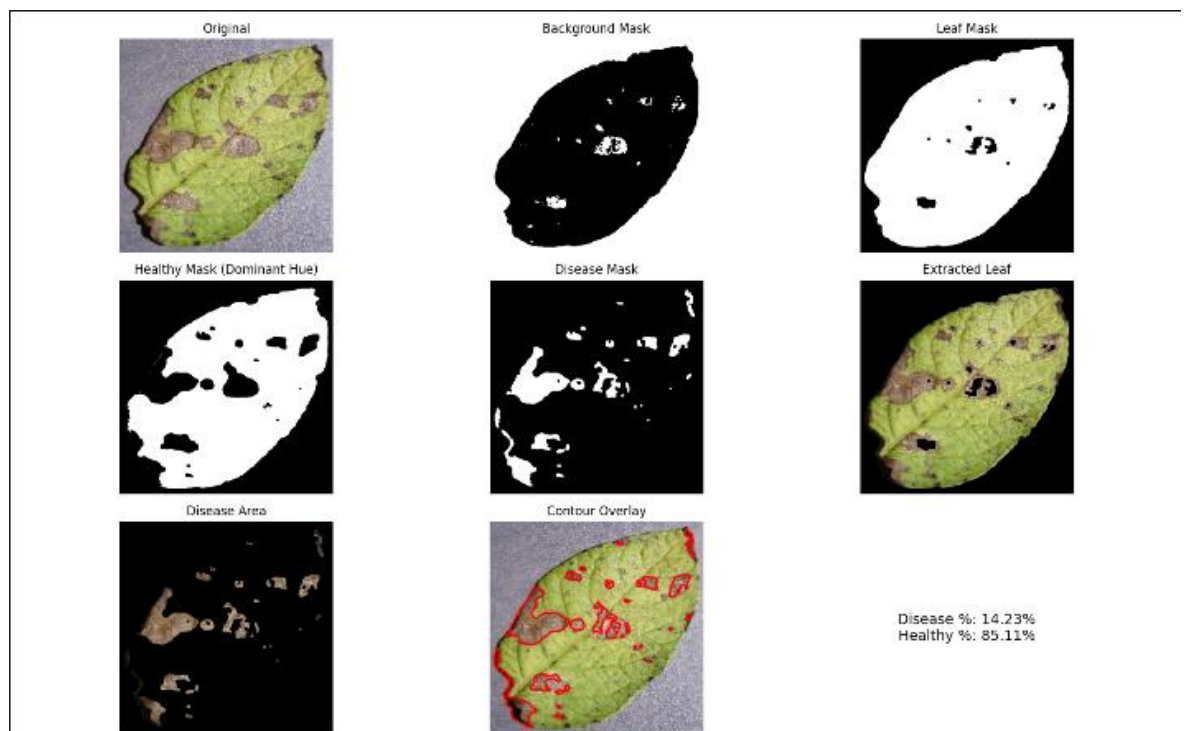 Original
Background Mask
Leaf Mask
Healthy Mask (Dominant Hue)
Disease Mask
Extracted Leaf
Disease Area
Contour Overlay
Disease %: 14.23%
Healthy %: 85.11%